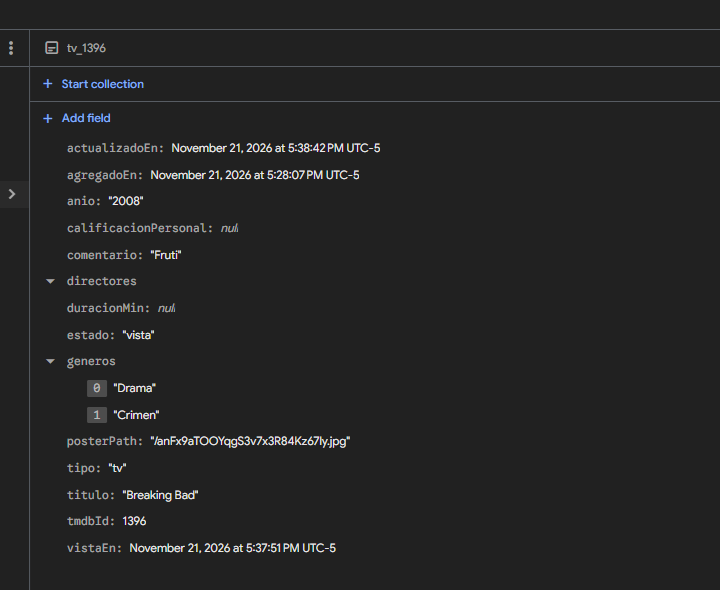 tv_1396
+ Start collection
+ Add field
actualizadoEn: November 21, 2026 at 5:38:42 PM UTC-5
agregadoEn: November 21, 2026 at 5:28:07 PM UTC-5
anio: "2008"
calificacionPersonal: null
comentario: "Fruti"
directores
duracionMin: null
estado: "vista"
generos
0 "Drama"
1 "Crimen"
posterPath: "/anFx9aTOOYqgS3v7x3R84Kz67ly.jpg"
tipo: "tv"
titulo: "Breaking Bad"
tmdbId: 1396
vistaEn: November 21, 2026 at 5:37:51 PM UTC-5